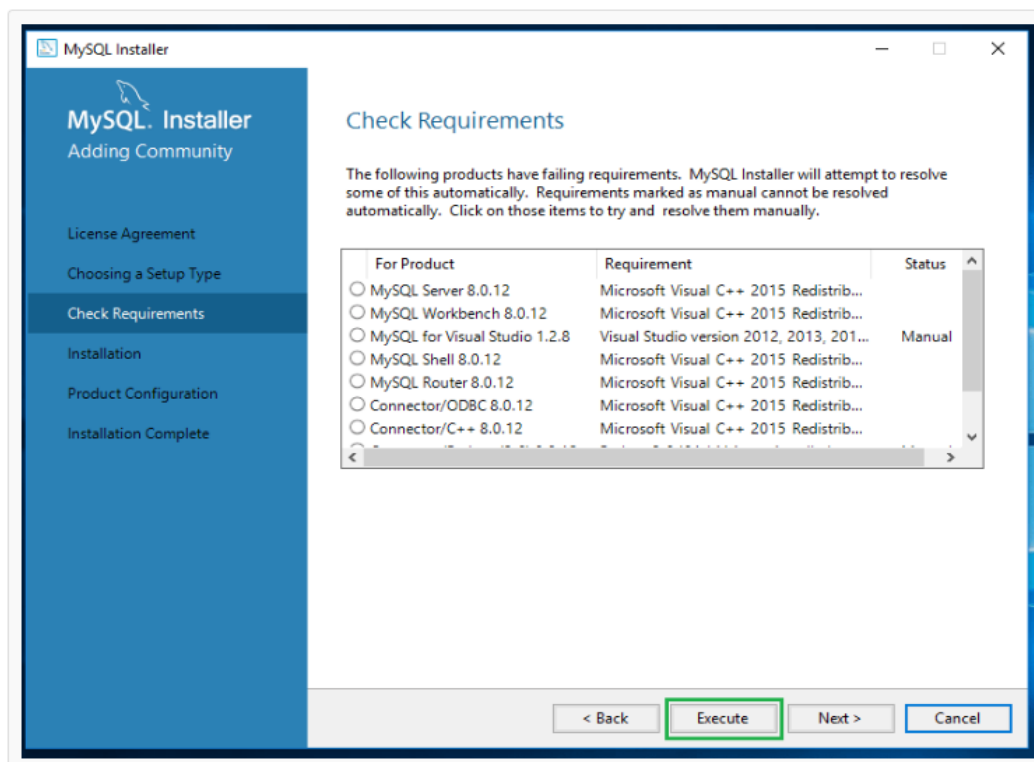 MySQL Installer
MySQL. Installer
Adding Community
License Agreement
Choosing a Setup Type
Check Requirements
Installation
Product Configuration
Installation Complete
Check Requirements
The following products have failing requirements. MySQL Installer will attempt to resolve
some of this automatically. Requirements marked as manual cannot be resolved
automatically. Click on those items to try and resolve them manually.
For Product Requirement Status
MySQL Server 8.0.12 Microsoft Visual C++ 2015 Redistrib...
MySQL Workbench 8.0.12 Microsoft Visual C++ 2015 Redistrib...
MySQL for Visual Studio 1.2.8 Visual Studio version 2012, 2013, 201... Manual
MySQL Shell 8.0.12 Microsoft Visual C++ 2015 Redistrib...
MySQL Router 8.0.12 Microsoft Visual C++ 2015 Redistrib...
Connector/ODBC 8.0.12 Microsoft Visual C++ 2015 Redistrib...
Connector/C++ 8.0.12 Microsoft Visual C++ 2015 Redistrib...
< Back Execute Next > Cancel